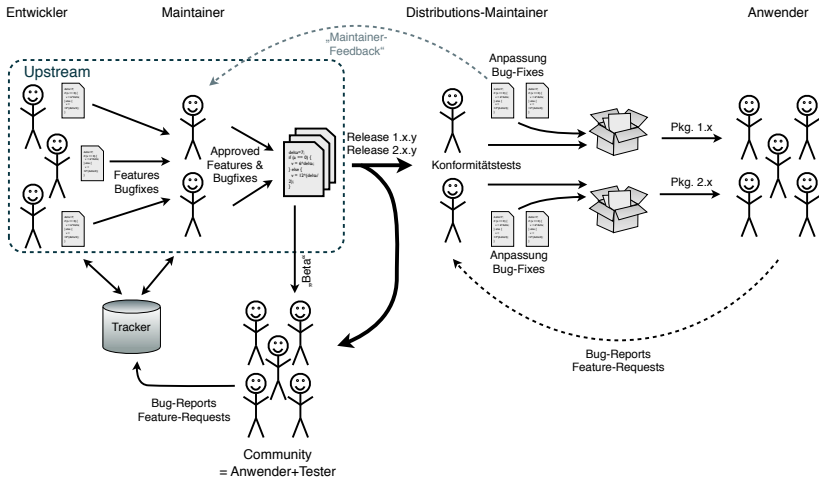 Entwickler
Maintainer
Distributions-Maintainer
Anwender
„Maintainer-
Feedback“
Upstream
Features
Bugfixes
Approved
Features &
Bugfixes
Release 1.x.y
Release 2.x.y
Anpassung
Bug-Fixes
Konformitätstests
Anpassung
Bug-Fixes
Pkg. 1.x
Pkg. 2.x
„Beta“
Tracker
Bug-Reports
Feature-Requests
Community
= Anwender+Tester
Bug-Reports
Feature-Requests